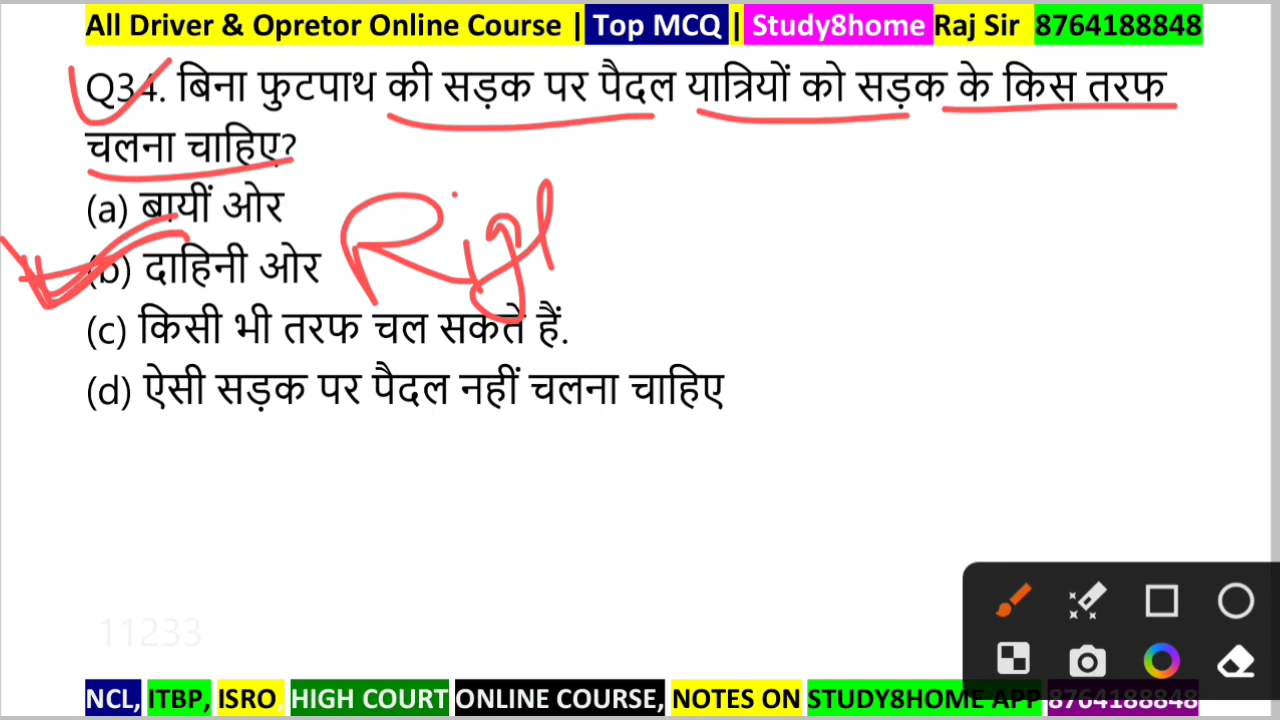 All Driver & Opretor Online Course | Top MCQ | Study8home Raj Sir 8764188848
Q34. बिना फुटपाथ की सड़क पर पैदल यात्रियों को सड़क के किस तरफ
चलना चाहिए?
(a) बायीं ओर
(b) दाहिनी ओर
Rigl
(c) किसी भी तरफ चल सकते हैं.
(d) ऐसी सड़क पर पैदल नहीं चलना चाहिए
11233
NCL, ITBP, ISRO, HIGH COURT ONLINE COURSE, NOTES ON STUDY8HOME APP 8764188848